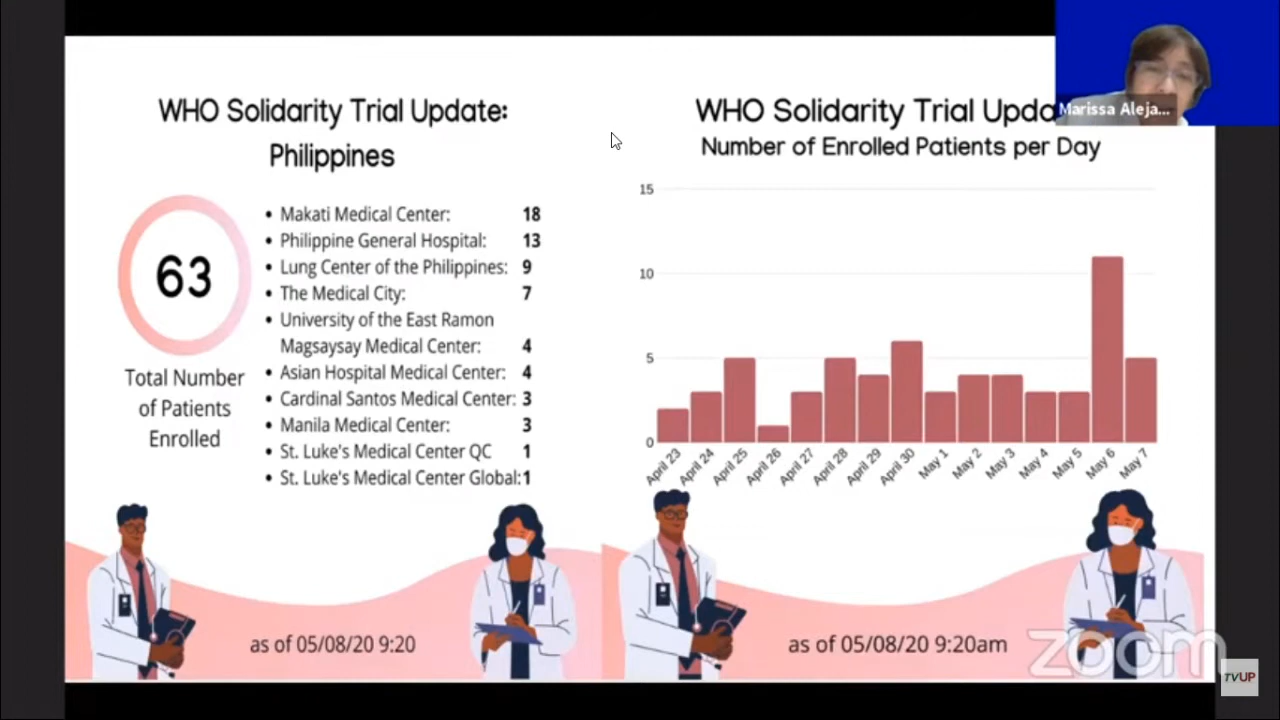 WHO Solidarity Trial Update:
Philippines
63
Total Number
of Patients
Enrolled
• Makati Medical Center: 18
• Philippine General Hospital: 13
• Lung Center of the Philippines: 9
• The Medical City: 7
• University of the East Ramon
Magsaysay Medical Center: 4
• Asian Hospital Medical Center: 4
• Cardinal Santos Medical Center: 3
• Manila Medical Center: 3
• St. Luke's Medical Center QC 1
• St. Luke's Medical Center Global: 1
as of 05/08/20 9:20
WHO Solidarity Trial Upda
Number of Enrolled Patients per Day
15
10
5
0
April 23
April 24
April 25
April 26
April 27
April 28
April 29
April 30
May 1
May 2
May 3
May 4
May 5
May 6
May 7
as of 05/08/20 9:20am
Marissa Aleja...
zoom
TVUP